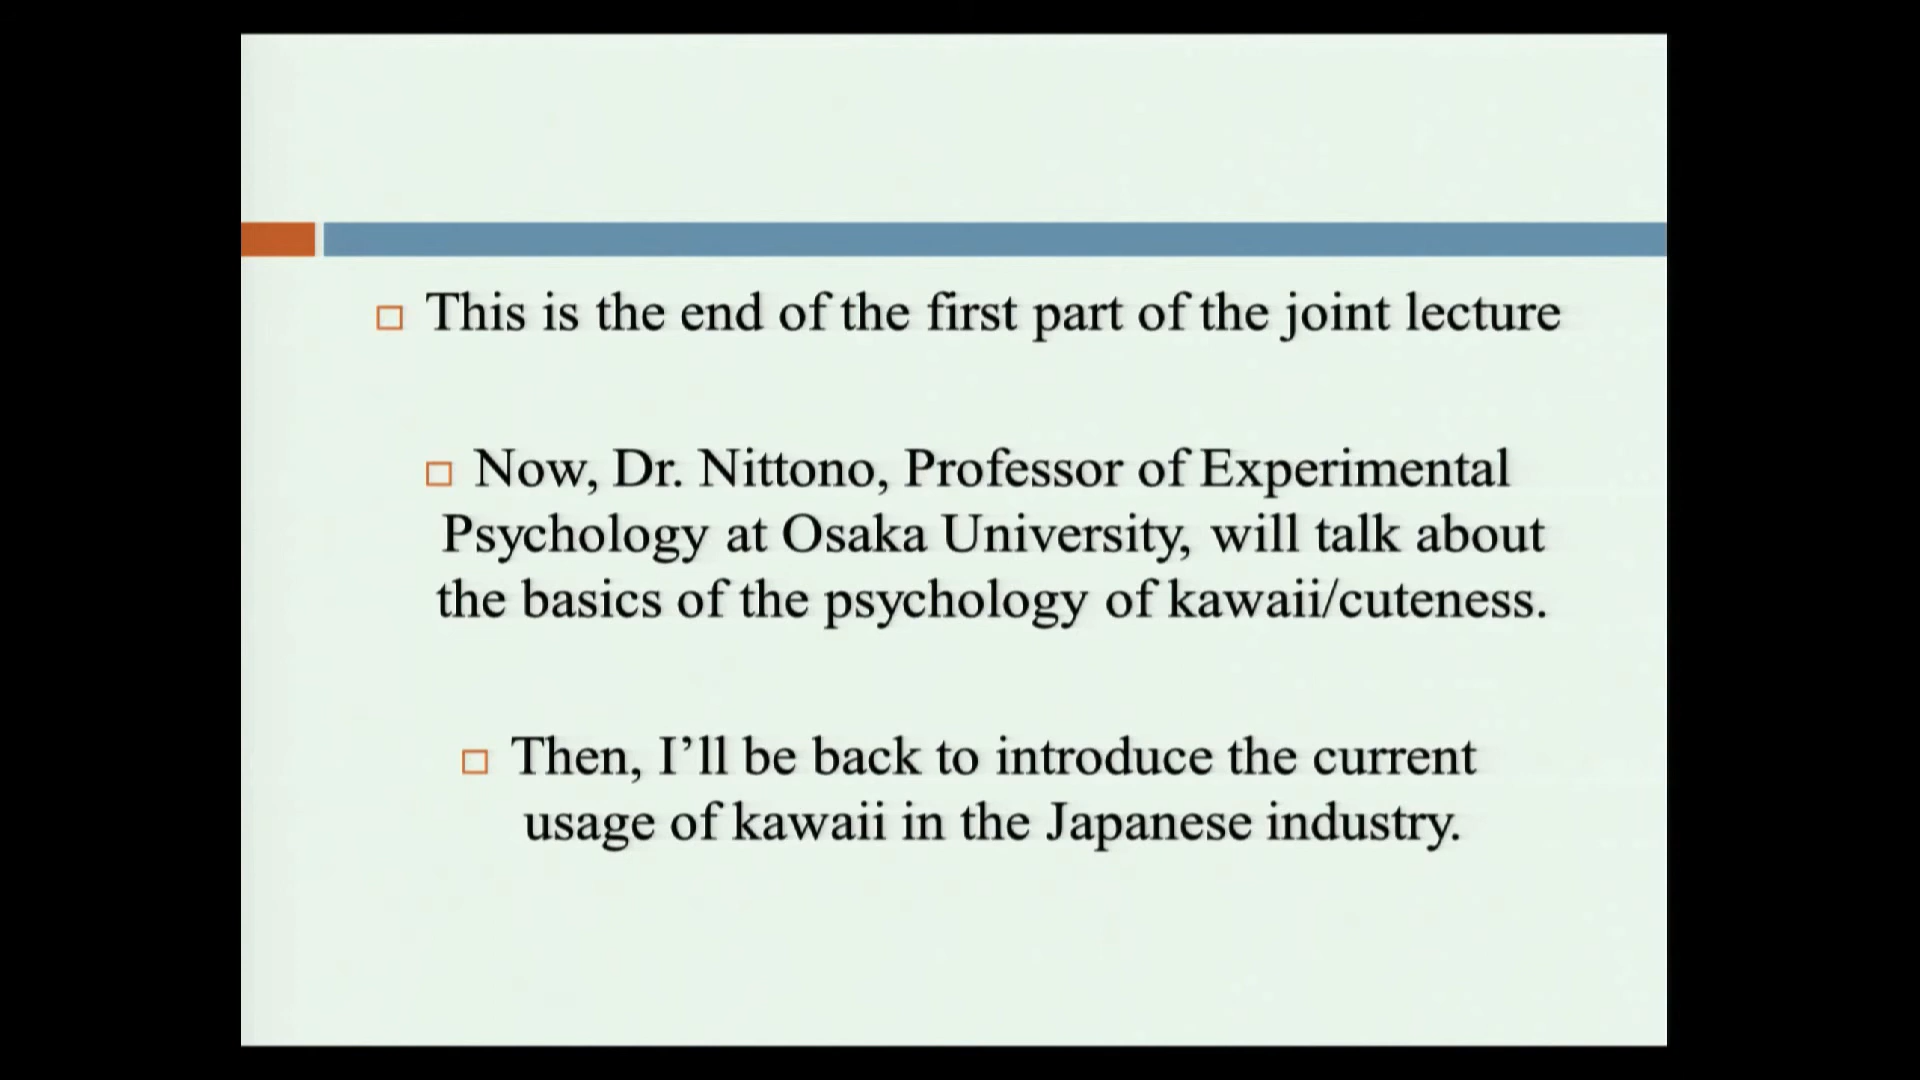 This is the end of the first part of the joint lecture
Now, Dr. Nittono, Professor of Experimental
Psychology at Osaka University, will talk about
the basics of the psychology of kawaii/cuteness.
Then, I’ll be back to introduce the current
usage of kawaii in the Japanese industry.